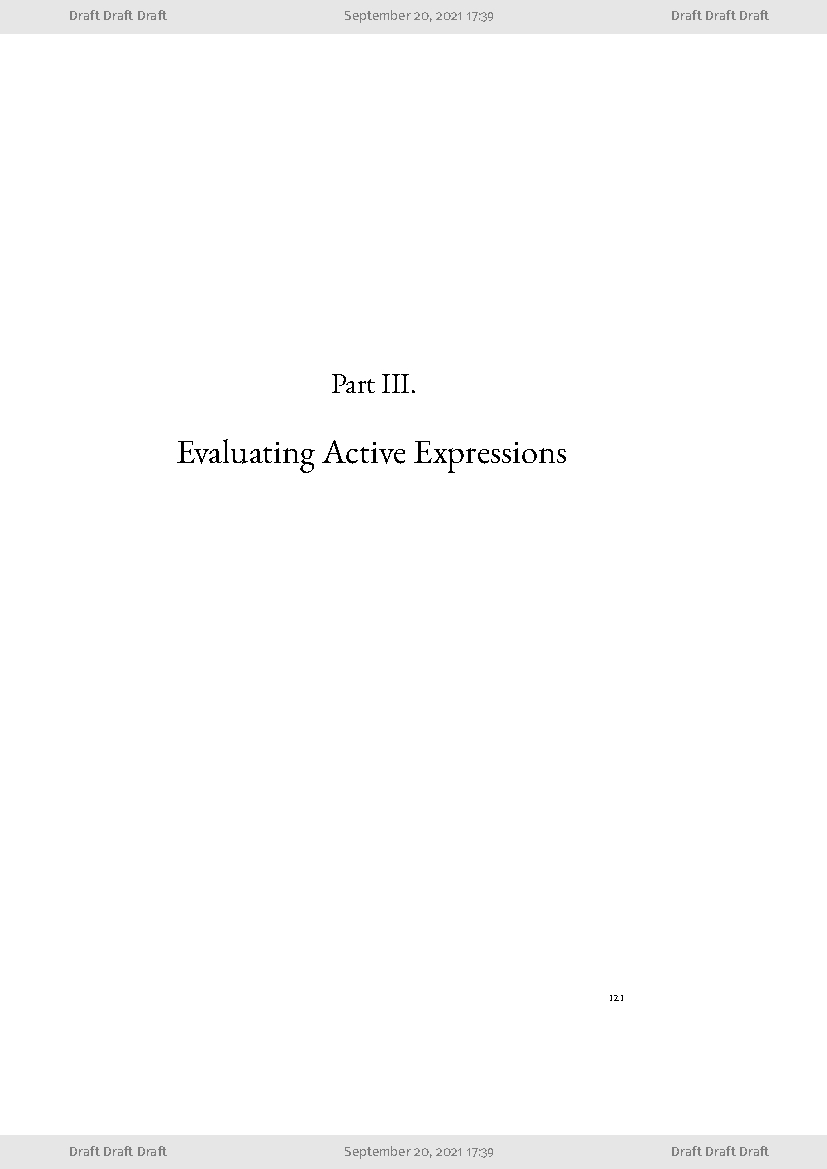 Draft Draft Draft September 20, 2021 17:39 Draft Draft Draft
Part III.
Evaluating Active Expressions
121
Draft Draft Draft September 20, 2021 17:39 Draft Draft Draft